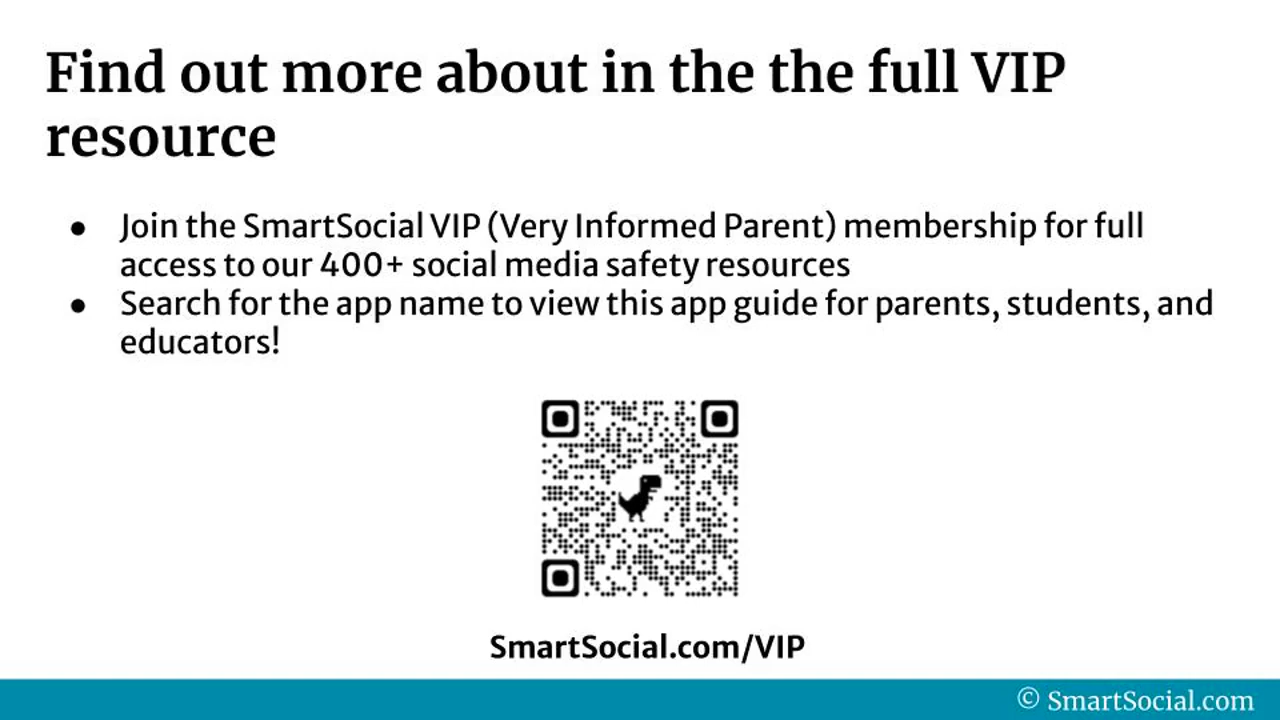 Find out more about in the the full VIP
resource
● Join the SmartSocial VIP (Very Informed Parent) membership for full
access to our 400+ social media safety resources
● Search for the app name to view this app guide for parents, students, and
educators!
SmartSocial.com/VIP
© SmartSocial.com